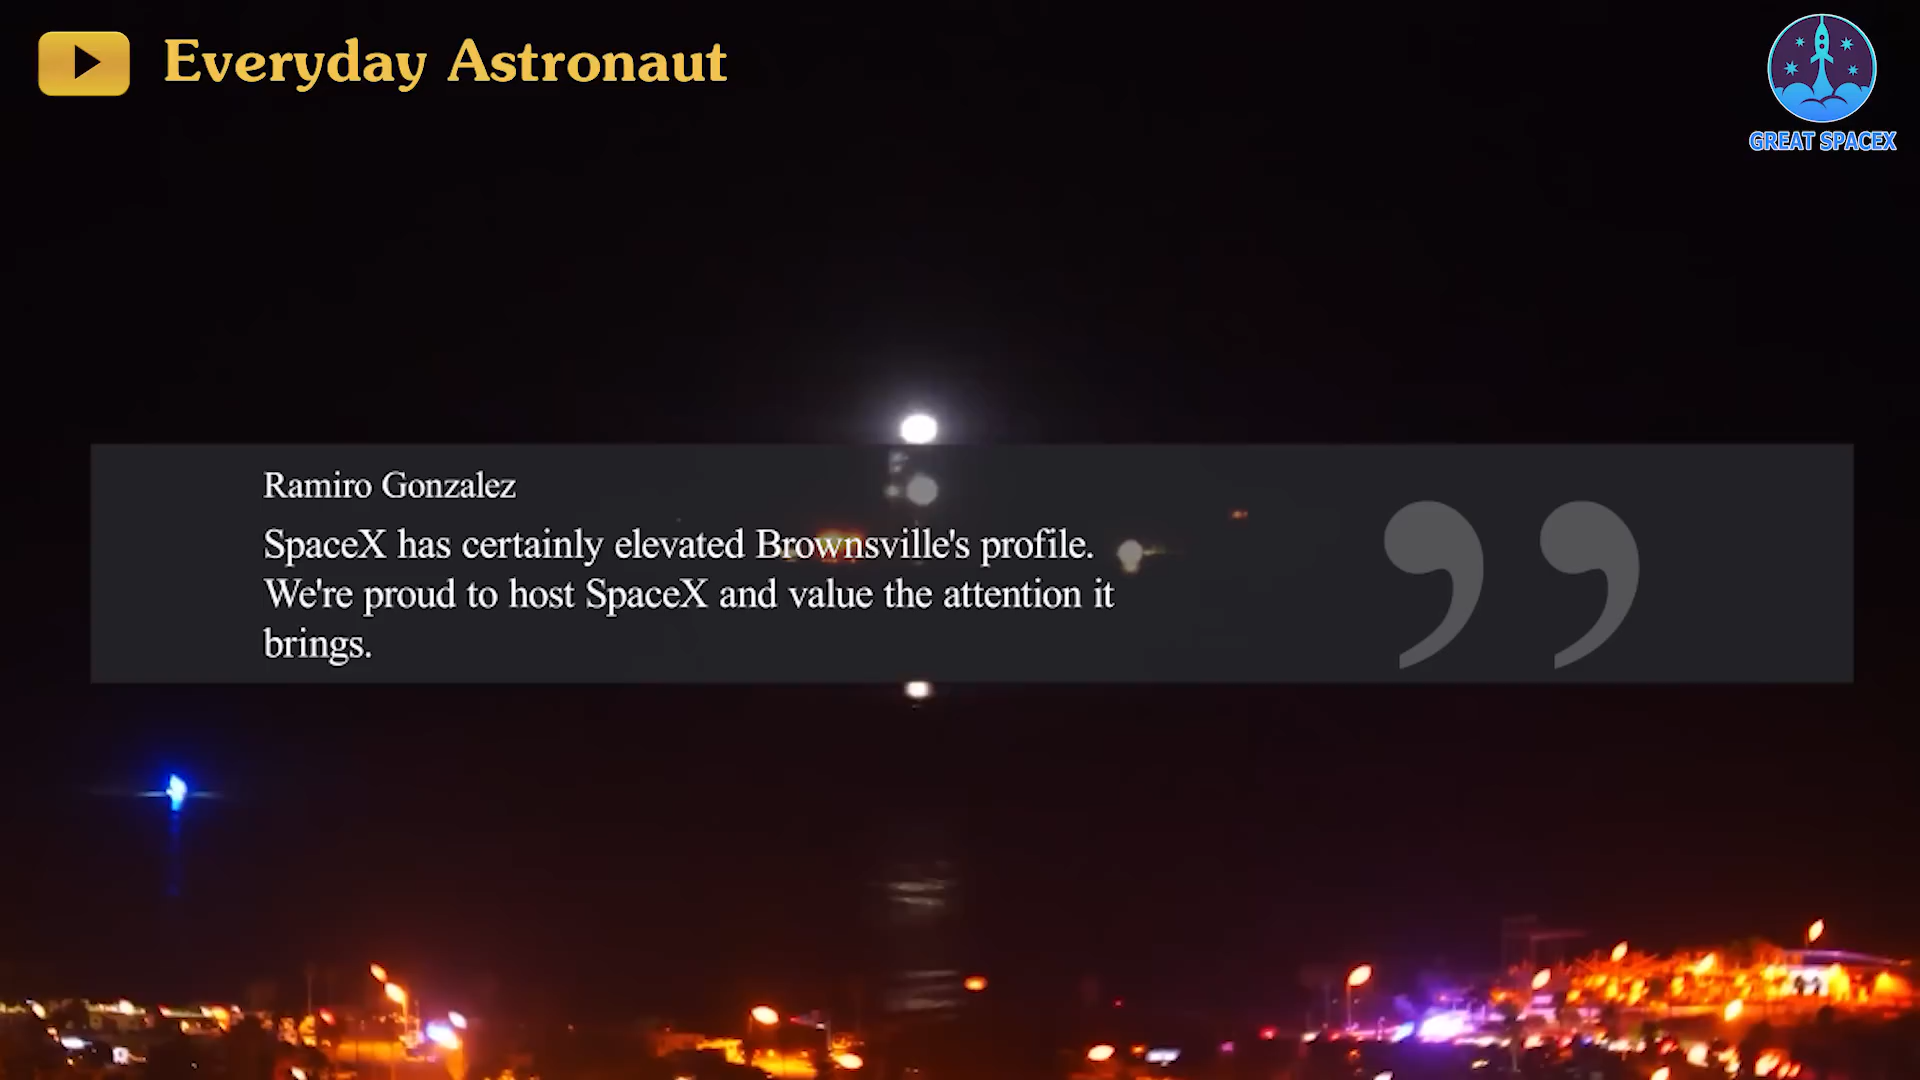 Everyday Astronaut
GREAT SPACEX
Ramiro Gonzalez
SpaceX has certainly elevated Brownsville's profile.
We're proud to host SpaceX and value the attention it
brings.